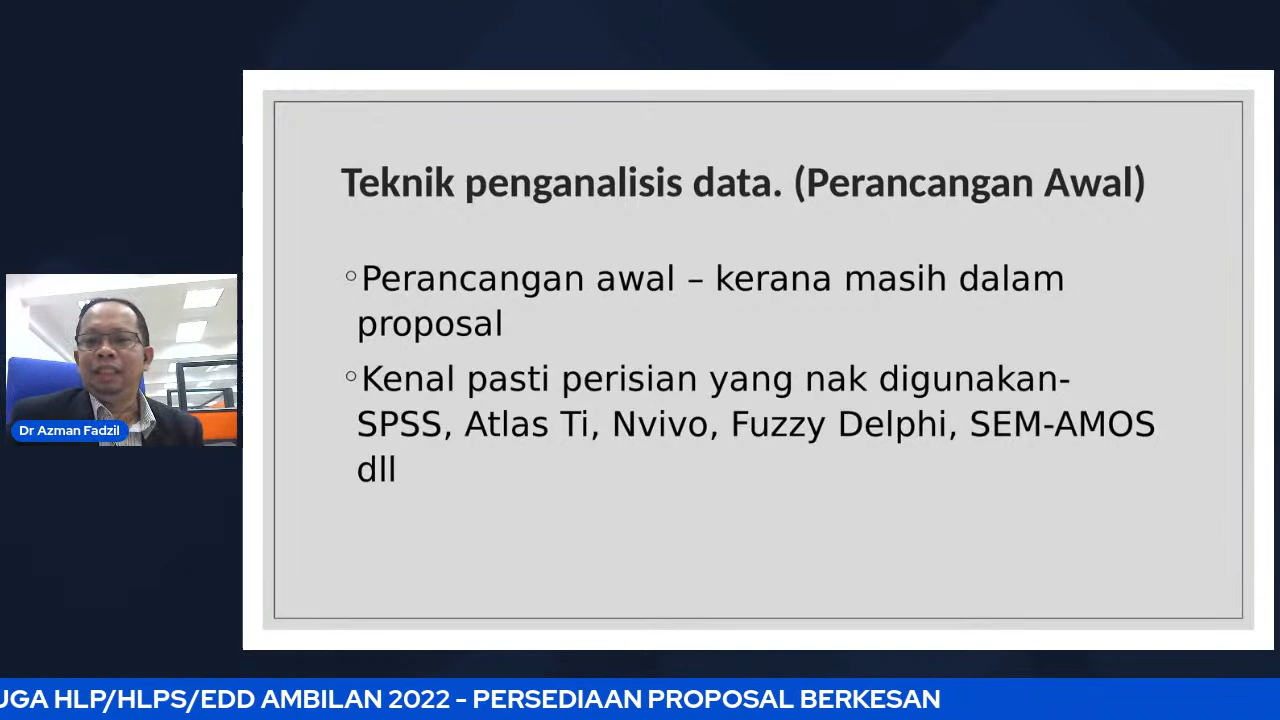 Teknik penganalisis data. (Perancangan Awal)
◦Perancangan awal – kerana masih dalam
proposal
◦Kenal pasti perisian yang nak digunakan-
SPSS, Atlas Ti, Nvivo, Fuzzy Delphi, SEM-AMOS
dll
Dr Azman Fadzil
UGA HLP/HLPS/EDD AMBILAN 2022 - PERSEDIAAN PROPOSAL BERKESAN